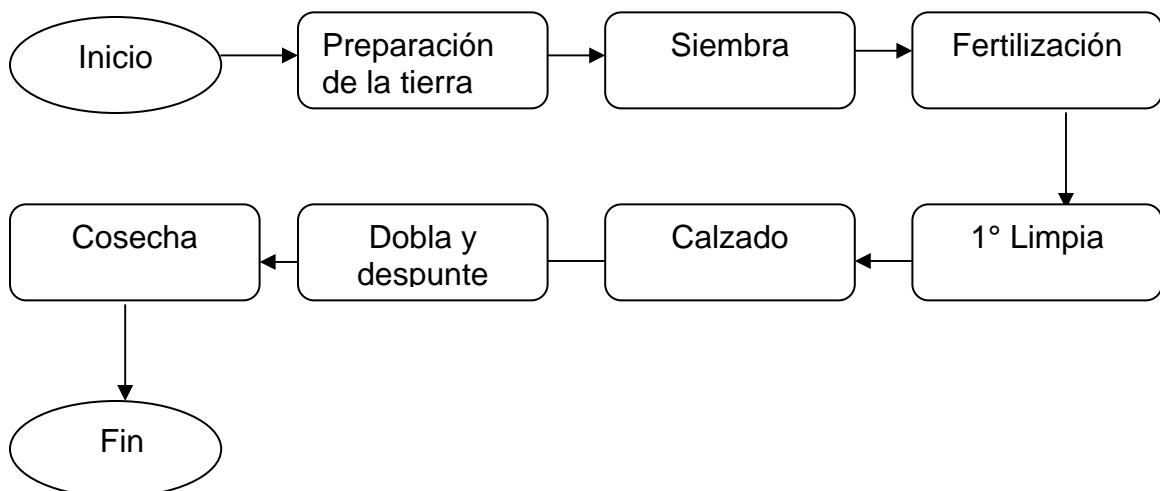 Inicio
Preparación
de la tierra
Siembra
Fertilización
1° Limpia
Calzado
Dobla y
despunte
Cosecha
Fin